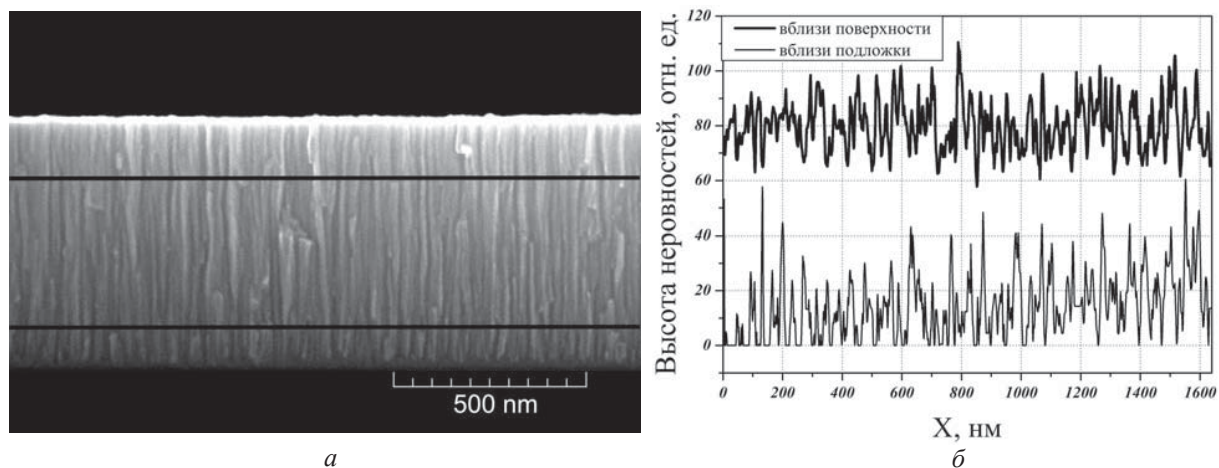 500 nm
вблизи поверхности
вблизи подложки
Высота неровностей, отн. ед.
120
100
80
60
40
20
0
0 200 400 600 800 1000 1200 1400 1600
X, нм
а б